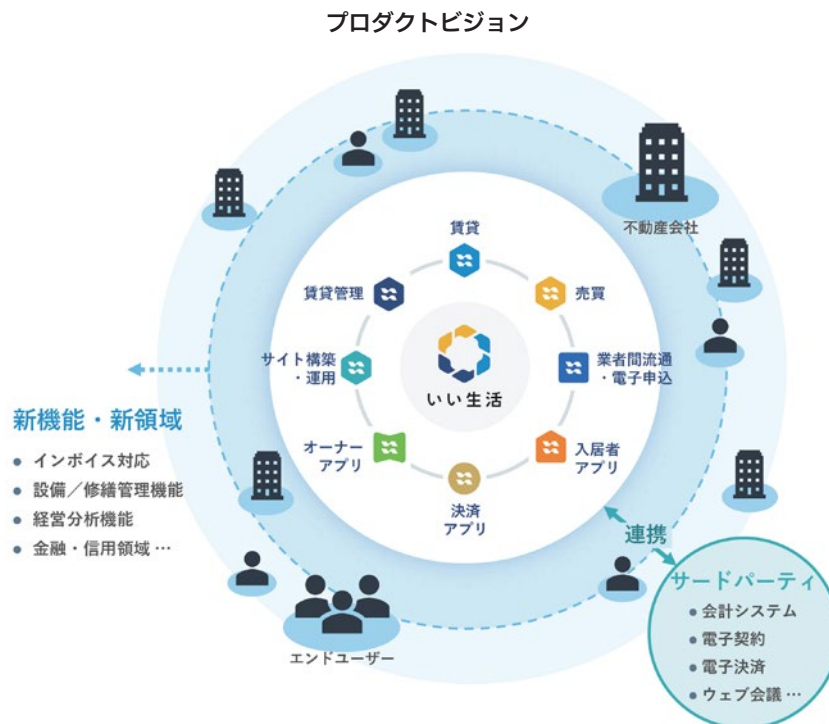 プロダクトビジョン
不動産会社
賃貸
賃貸管理
売買
サイト構築
・運用
業者間流通
・電子申込
いい生活
オーナー
アプリ
入居者
アプリ
決済
アプリ
新機能・新領域
● インボイス対応
● 設備／修繕管理機能
● 経営分析機能
● 金融・信用領域 …
連携
サードパーティ
● 会計システム
● 電子契約
● 電子決済
● ウェブ会議 …
エンドユーザー